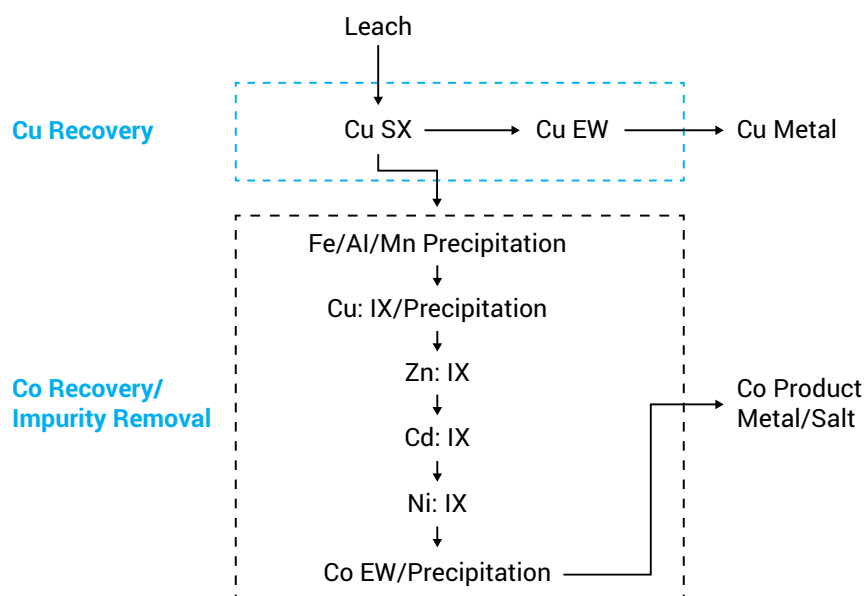 Leach
Cu Recovery
Cu SX
Cu EW
Cu Metal
Fe/Al/Mn Precipitation
Cu: IX/Precipitation
Zn: IX
Co Recovery/
Impurity Removal
Co Product
Metal/Salt
Cd: IX
Ni: IX
Co EW/Precipitation